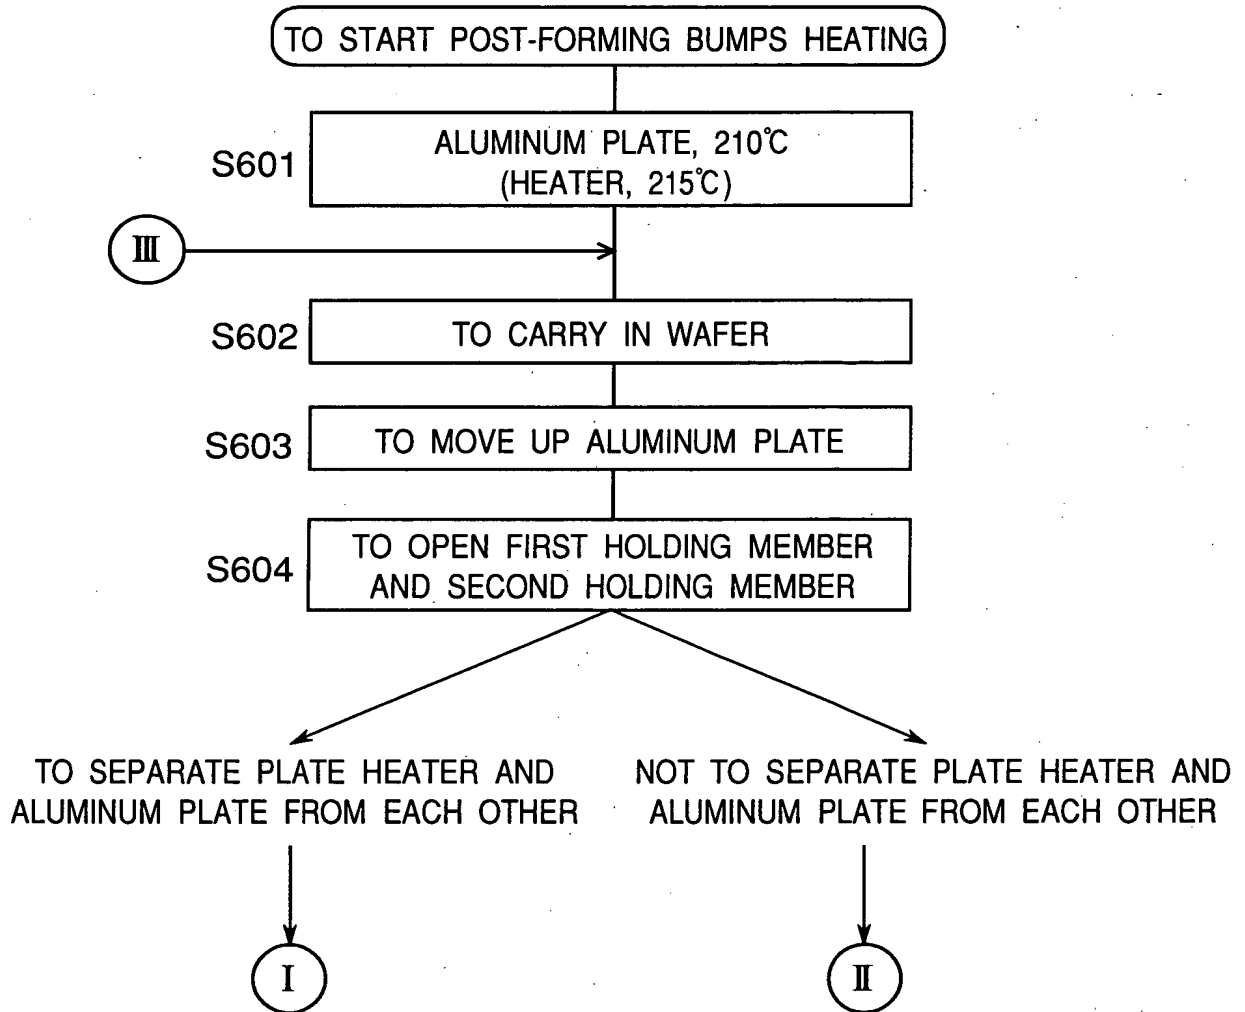 TO START POST-FORMING BUMPS HEATING
S601
ALUMINUM PLATE, 210℃
(HEATER, 215℃)
III
S602
TO CARRY IN WAFER
S603
TO MOVE UP ALUMINUM PLATE
S604
TO OPEN FIRST HOLDING MEMBER
AND SECOND HOLDING MEMBER
TO SEPARATE PLATE HEATER AND
ALUMINUM PLATE FROM EACH OTHER
NOT TO SEPARATE PLATE HEATER AND
ALUMINUM PLATE FROM EACH OTHER
I
II